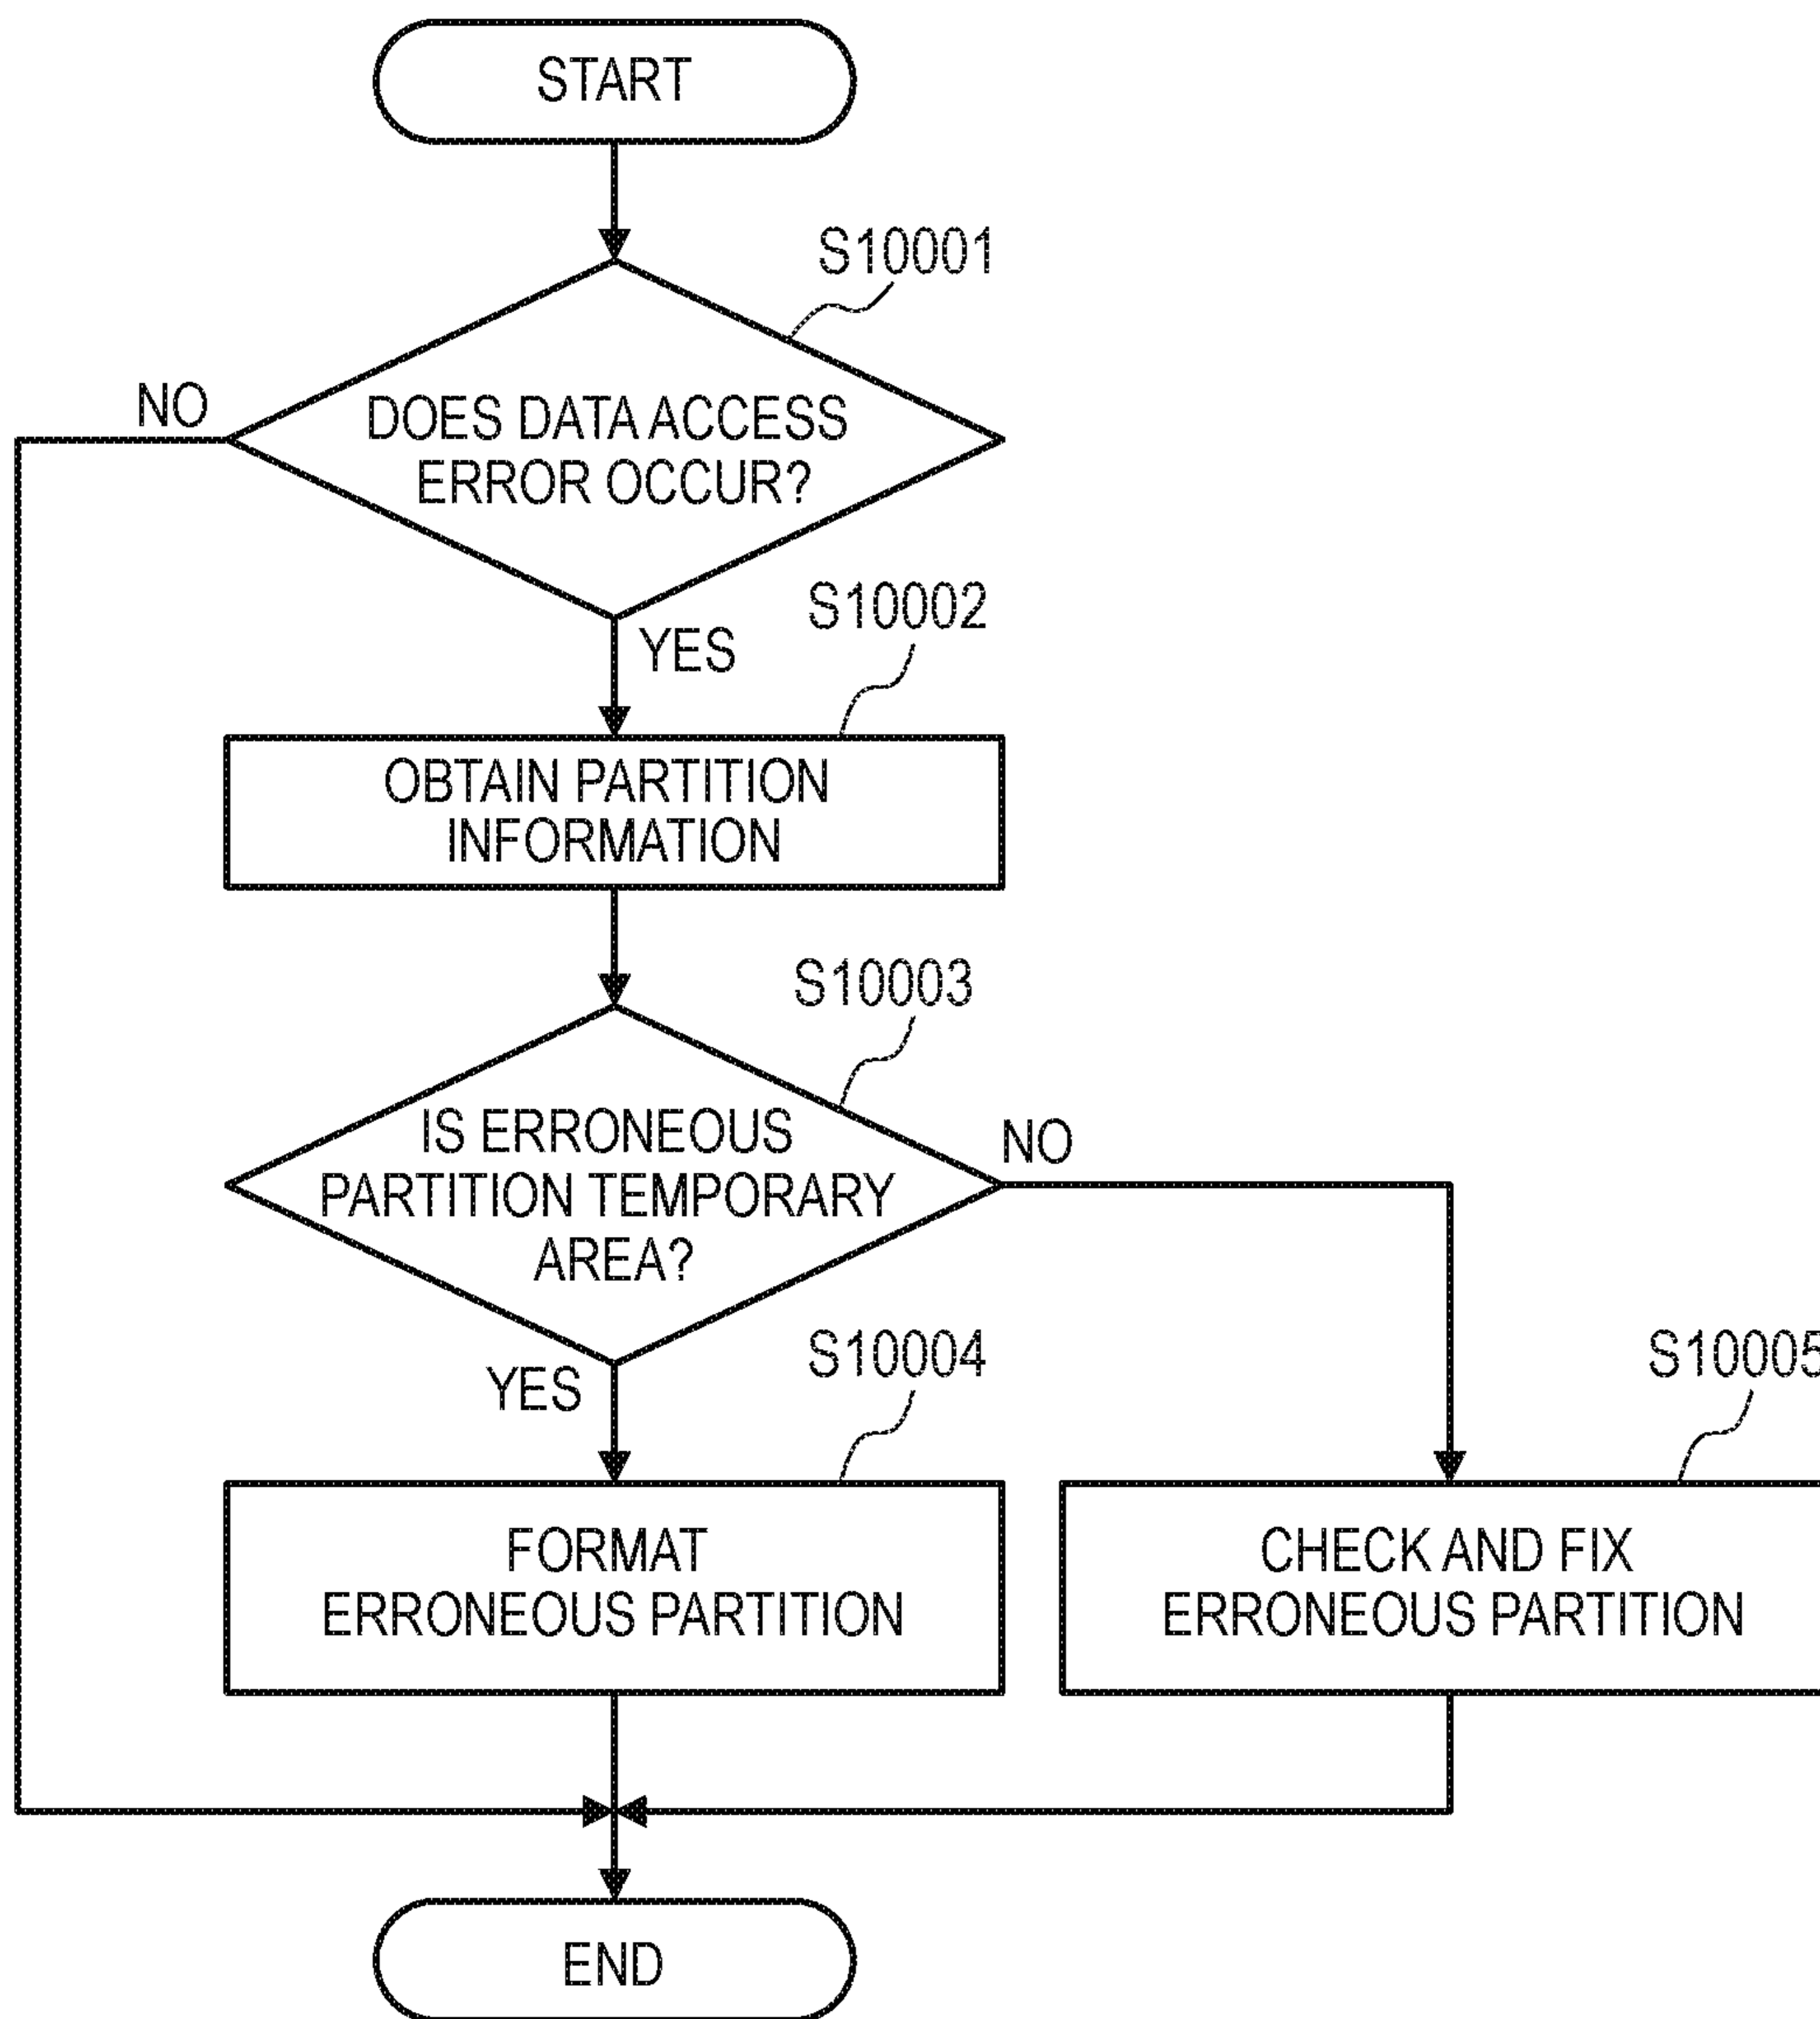 START
S10001
NO
DOES DATA ACCESS
ERROR OCCUR?
S10002
YES
OBTAIN PARTITION
INFORMATION
S10003
IS ERRONEOUS
PARTITION TEMPORARY
AREA?
NO
S10004
S10005
YES
FORMAT
ERRONEOUS PARTITION
CHECK AND FIX
ERRONEOUS PARTITION
END